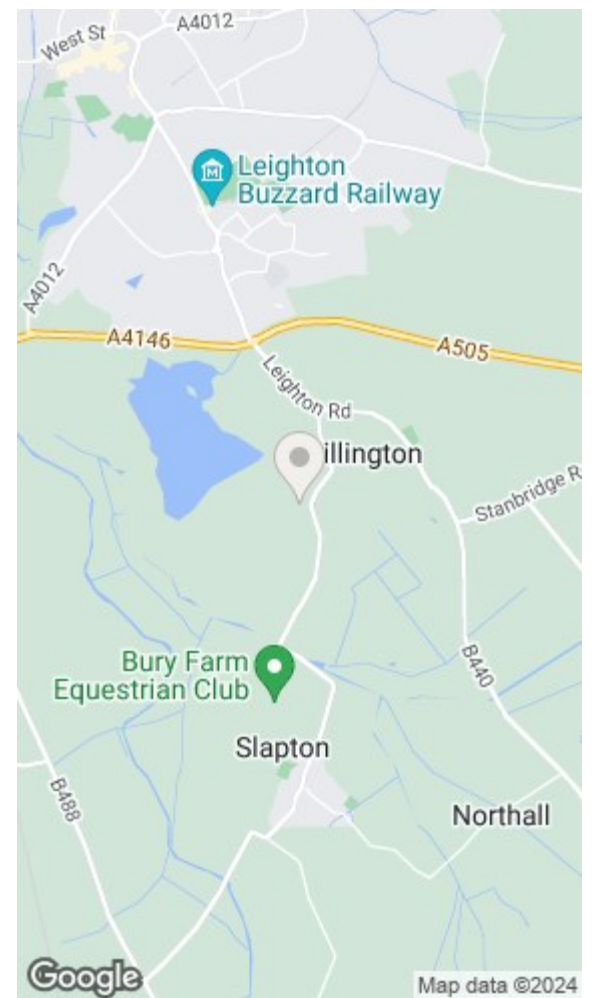 A4012
West St
Leighton
Buzzard Railway
A4012
A4146
A505
Leighton Rd
illington
Stanbridge R
Bury Farm
Equestrian Club
B440
Slapton
B488
Northall
Google
Map data ©2024